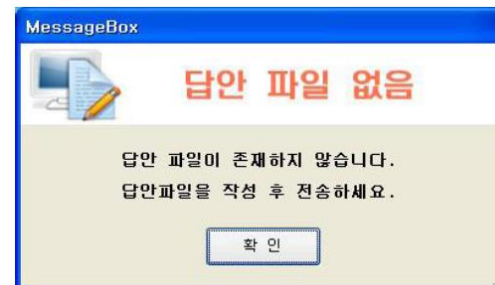 MessageBox
답안 파일 없음
답안 파일이 존재하지 않습니다.
답안파일을 작성 후 전송하세요.
확 인